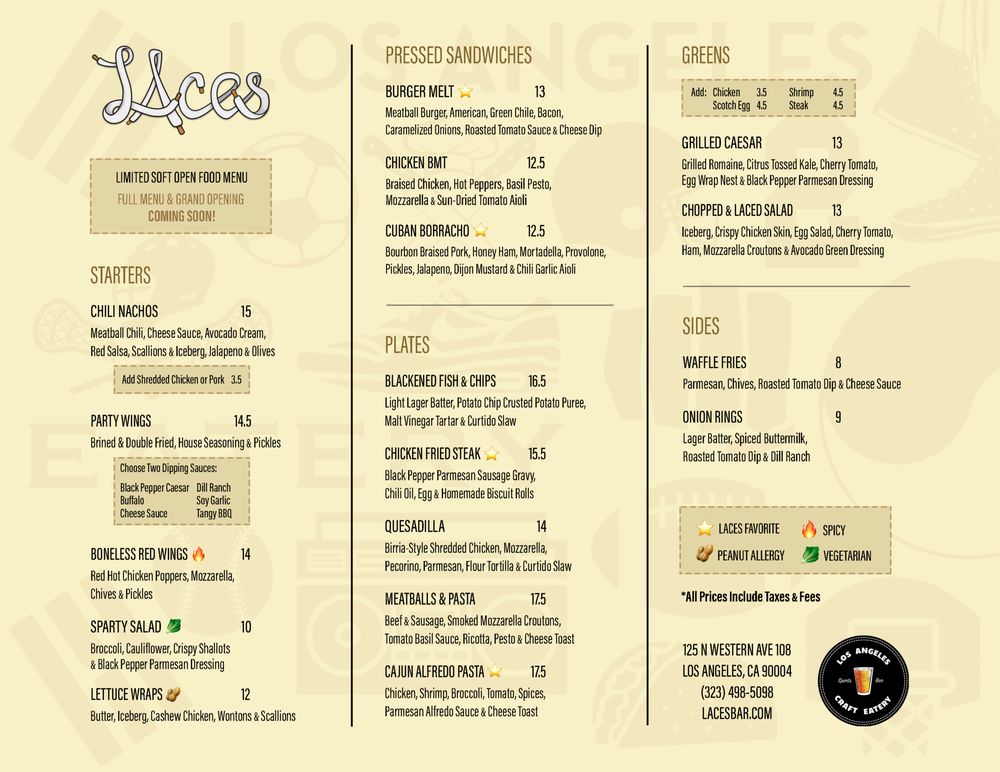 LOS ANGELES
EATERY
LAces
LIMITED SOFT OPEN FOOD MENU
FULL MENU & GRAND OPENING
COMING SOON!
STARTERS
CHILI NACHOS 15
Meatball Chili, Cheese Sauce, Avocado Cream,
Red Salsa, Scallions & Iceberg, Jalapeno & Olives
Add Shredded Chicken or Pork 3.5
PARTY WINGS 14.5
Brined & Double Fried, House Seasoning & Pickles
Choose Two Dipping Sauces:
Black Pepper Caesar Dill Ranch
Buffalo Soy Garlic
Cheese Sauce Tangy BBQ
BONELESS RED WINGS 14
Red Hot Chicken Poppers, Mozzarella,
Chives & Pickles
SPARTY SALAD 10
Broccoli, Cauliflower, Crispy Shallots
& Black Pepper Parmesan Dressing
LETTUCE WRAPS 12
Butter, Iceberg, Cashew Chicken, Wontons & Scallions
PRESSED SANDWICHES
BURGER MELT 13
Meatball Burger, American, Green Chile, Bacon,
Caramelized Onions, Roasted Tomato Sauce & Cheese Dip
CHICKEN BMT 12.5
Braised Chicken, Hot Peppers, Basil Pesto,
Mozzarella & Sun-Dried Tomato Aioli
CUBAN BORRACHO 12.5
Bourbon Braised Pork, Honey Ham, Mortadella, Provolone,
Pickles, Jalapeno, Dijon Mustard & Chili Garlic Aioli
PLATES
BLACKENED FISH & CHIPS 16.5
Light Lager Batter, Potato Chip Crusted Potato Puree,
Malt Vinegar Tartar & Curtido Slaw
CHICKEN FRIED STEAK 15.5
Black Pepper Parmesan Sausage Gravy,
Chili Oil, Egg & Homemade Biscuit Rolls
QUESADILLA 14
Birria-Style Shredded Chicken, Mozzarella,
Pecorino, Parmesan, Flour Tortilla & Curtido Slaw
MEATBALLS & PASTA 17.5
Beef & Sausage, Smoked Mozzarella Croutons,
Tomato Basil Sauce, Ricotta, Pesto & Cheese Toast
CAJUN ALFREDO PASTA 17.5
Chicken, Shrimp, Broccoli, Tomato, Spices,
Parmesan Alfredo Sauce & Cheese Toast
GREENS
Add: Chicken 3.5 Shrimp 4.5
Scotch Egg 4.5 Steak 4.5
GRILLED CAESAR 13
Grilled Romaine, Citrus Tossed Kale, Cherry Tomato,
Egg Wrap Nest & Black Pepper Parmesan Dressing
CHOPPED & LACED SALAD 13
Iceberg, Crispy Chicken Skin, Egg Salad, Cherry Tomato,
Ham, Mozzarella Croutons & Avocado Green Dressing
SIDES
WAFFLE FRIES 8
Parmesan, Chives, Roasted Tomato Dip & Cheese Sauce
ONION RINGS 9
Lager Batter, Spiced Buttermilk,
Roasted Tomato Dip & Dill Ranch
LACES FAVORITE SPICY
PEANUT ALLERGY VEGETARIAN
*All Prices Include Taxes & Fees
125 N WESTERN AVE 108
LOS ANGELES, CA 90004
(323) 498-5098
LACESBAR.COM
LOS ANGELES
Sports Bar
CRAFT EATERY